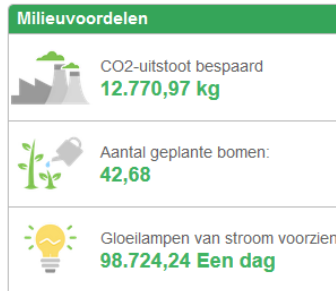 Milieuvoordelen
CO2-uitstoot bespaard
12.770,97 kg
Aantal geplante bomen:
42,68
Gloeilampen van stroom voorzien
98.724,24 Een dag